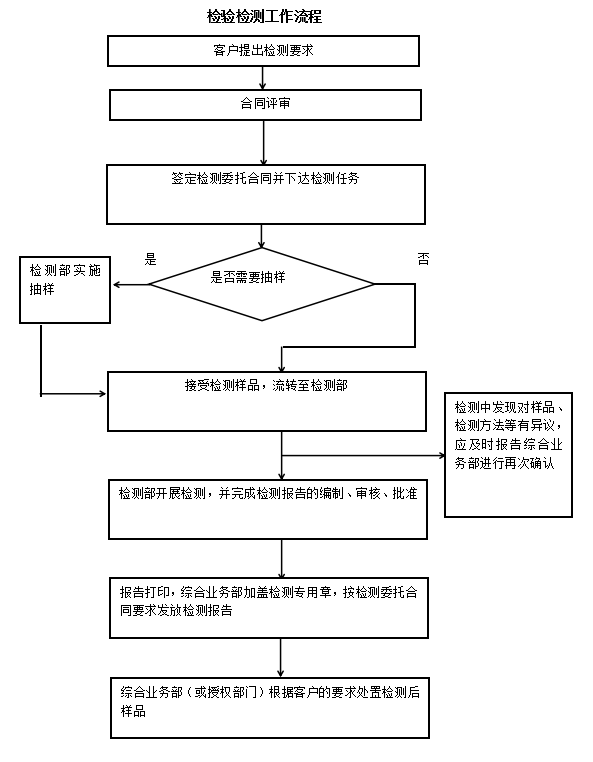 检验检测工作流程
客户提出检测要求
合同评审
签定检测委托合同并下达检测任务
是
否
是否需要抽样
检测部实施
抽样
接受检测样品，流转至检测部
检测中发现对样品、
检测方法等有异议，
应及时报告综合业
务部进行再次确认
检测部开展检测，并完成检测报告的编制、审核、批准
报告打印，综合业务部加盖检测专用章，按检测委托合
同要求发放检测报告
综合业务部（或授权部门）根据客户的要求处置检测后
样品